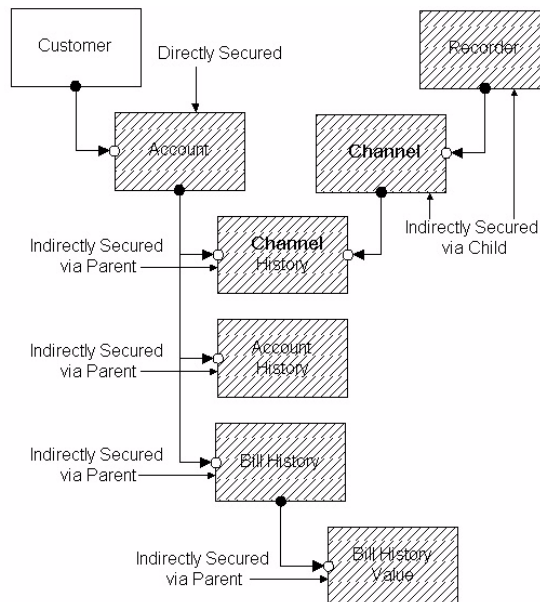 Customer
Recorder
Directly Secured
Account
Channel
Indirectly Secured
via Child
Indirectly Secured
via Parent
Channel
History
Indirectly Secured
via Parent
Account
History
Indirectly Secured
via Parent
Bill History
Indirectly Secured
via Parent
Bill History
Value